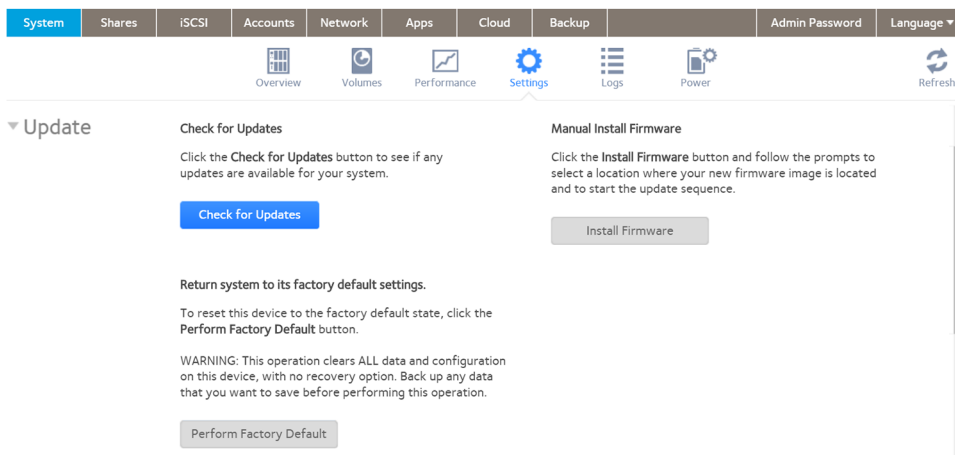 System Shares iSCSI Accounts Network Apps Cloud Backup Admin Password Language
Overview Volumes Performance Settings Logs Power Refresh
Update
Check for Updates
Click the Check for Updates button to see if any
updates are available for your system.
Check for Updates
Manual Install Firmware
Click the Install Firmware button and follow the prompts to
select a location where your new firmware image is located
and to start the update sequence.
Install Firmware
Return system to its factory default settings.
To reset this device to the factory default state, click the
Perform Factory Default button.
WARNING: This operation clears ALL data and configuration
on this device, with no recovery option. Back up any data
that you want to save before performing this operation.
Perform Factory Default